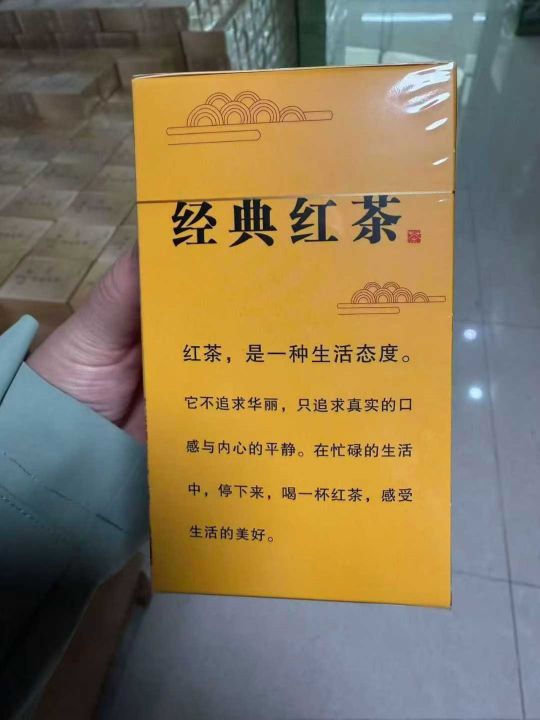 经典红茶
茶
红茶，是一种生活态度。
它不追求华丽，只追求真实的口
感与内心的平静。在忙碌的生活
中，停下来，喝一杯红茶，感受
生活的美好。